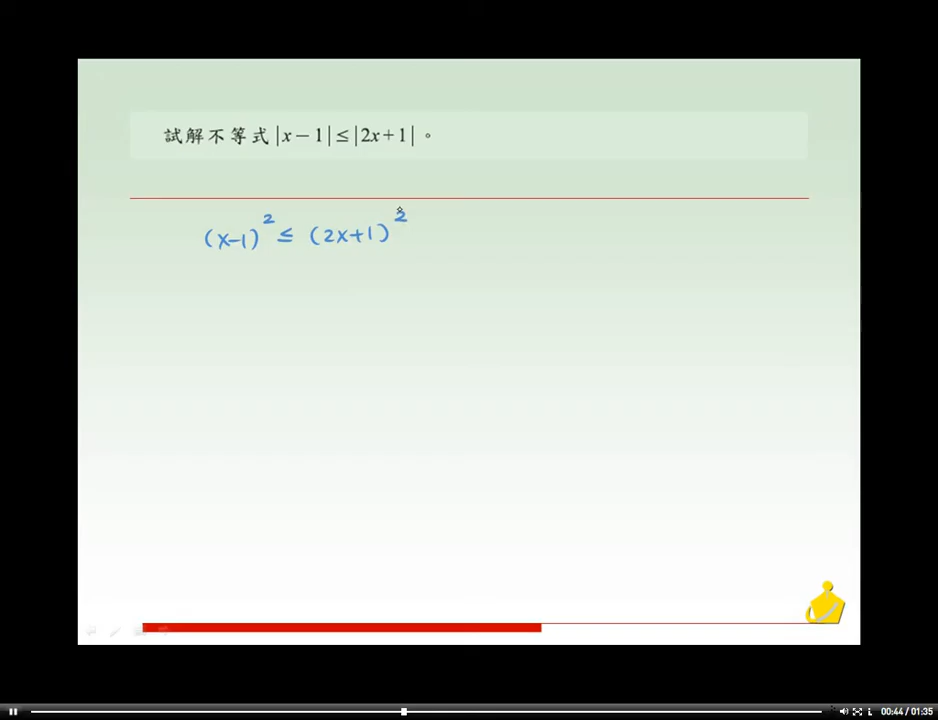 試解不等式|x−1|≤|2x+1|。
(x−1)² ≤ (2x+1)²
00:44 / 01:35